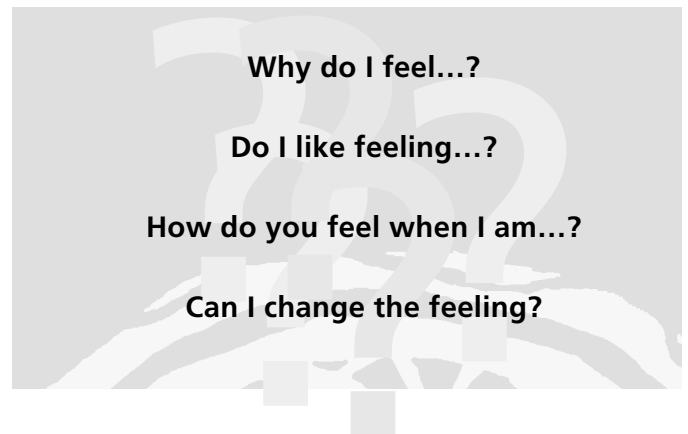 Why do I feel…?
Do I like feeling…?
How do you feel when I am…?
Can I change the feeling?